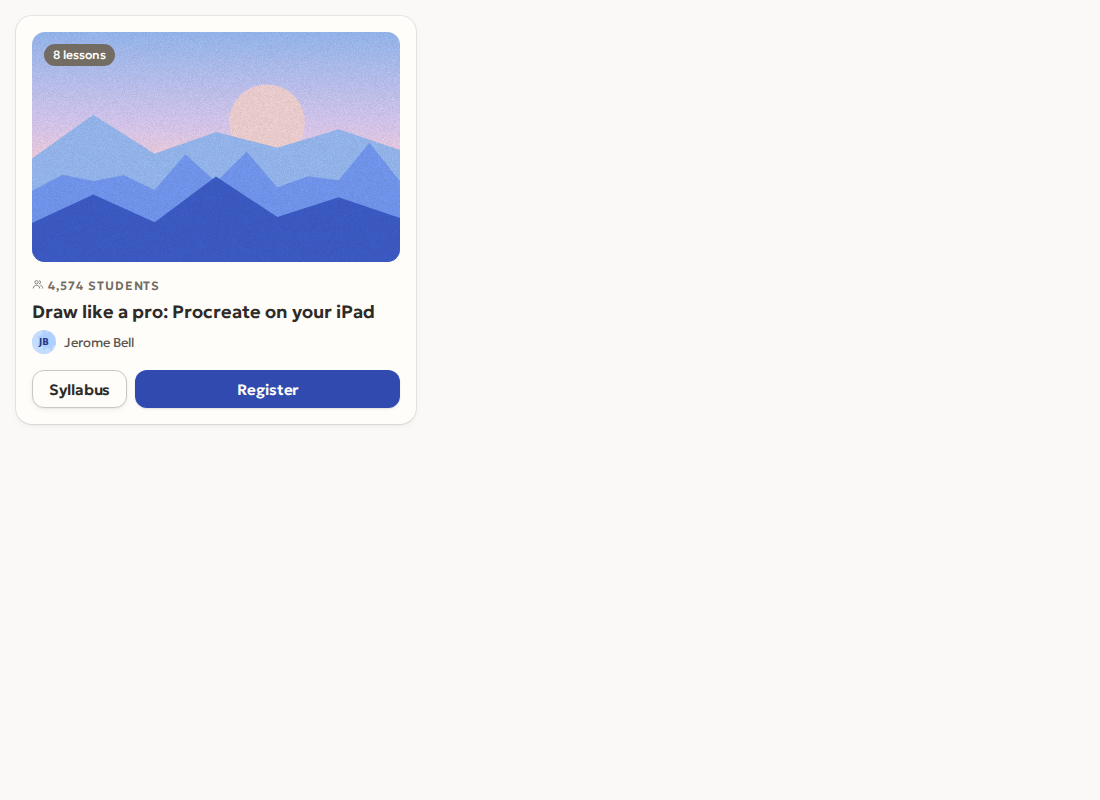 8 lessons
4,574 STUDENTS
Draw like a pro: Procreate on your iPad
JB Jerome Bell
Syllabus Register